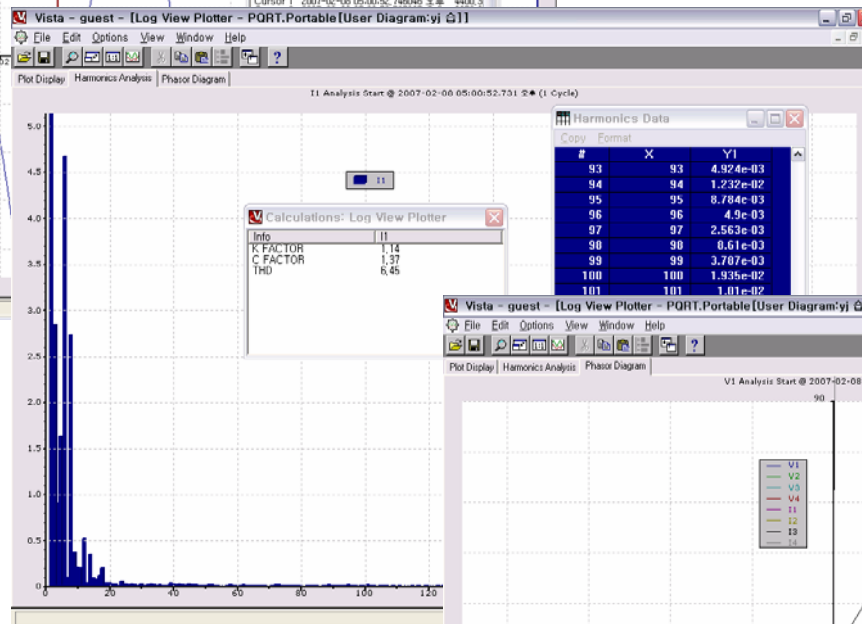 Vista - guest - [Log View Plotter - PQRT.Portable[User Diagram:yj 습]]
File Edit Options View Window Help
Plot Display Harmonics Analysis Phasor Diagram
I1 Analysis Start @ 2007-02-08 05:00:52.731 오후 (1 Cycle)
5.0
4.5
4.0
3.5
3.0
2.5
2.0
1.5
1.0
0.5
0
0 20 40 60 80 100 120
I1
Calculations: Log View Plotter
Info I1
K FACTOR 1,14
C FACTOR 1,37
THD 6,45
Harmonics Data
Copy Format
# X Y1
93 93 4.924e-03
94 94 1.232e-02
95 95 8.784e-03
96 96 4.9e-03
97 97 2.563e-03
98 98 8.61e-03
99 99 3.787e-03
100 100 1.935e-02
101 101 1.01e-02
Vista - guest - [Log View Plotter - PQRT.Portable[User Diagram:yj
File Edit Options View Window Help
Plot Display Harmonics Analysis Phasor Diagram
V1 Analysis Start @ 2007-02-08
90
V1
V2
V3
V4
I1
I2
I3
I4